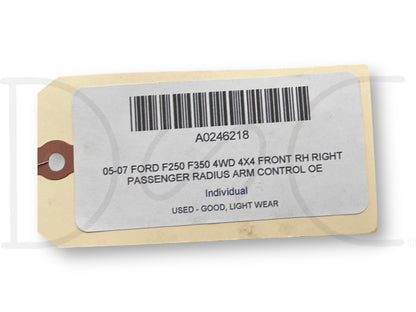 A0246218
05-07 FORD F250 F350 4WD 4X4 FRONT RH RIGHT
PASSENGER RADIUS ARM CONTROL OE
Individual
USED - GOOD, LIGHT WEAR